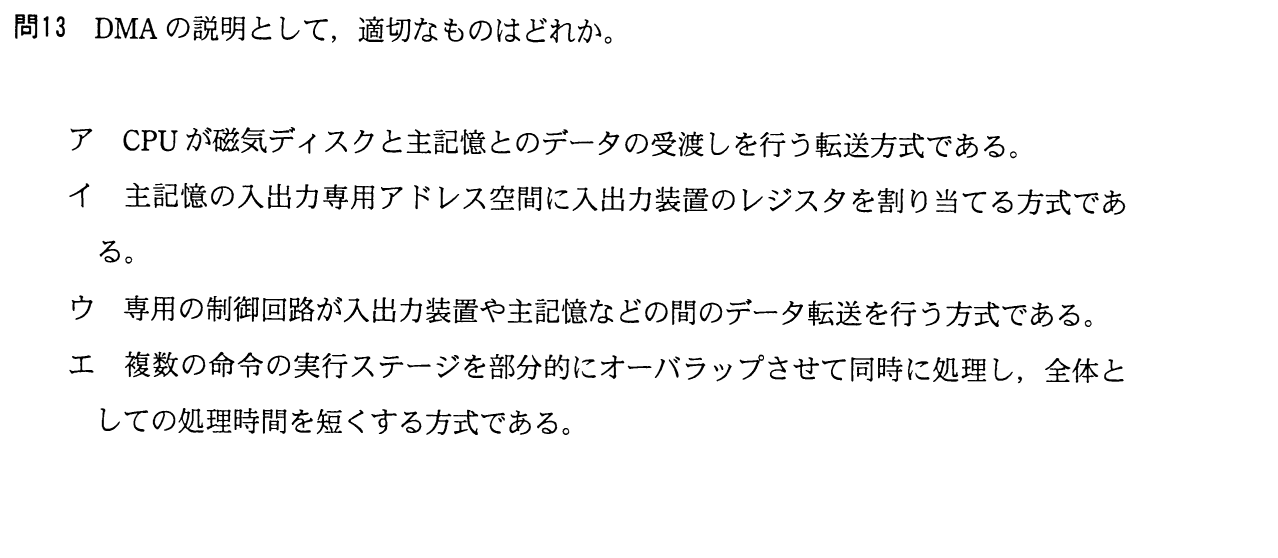 問13 DMA の説明として，適切なものはどれか。
ア CPU が磁気ディスクと主記憶とのデータの受渡しを行う転送方式である。
イ 主記憶の入出力専用アドレス空間に入出力装置のレジスタを割り当てる方式であ
る。
ウ 専用の制御回路が入出力装置や主記憶などの間のデータ転送を行う方式である。
エ 複数の命令の実行ステージを部分的にオーバラップさせて同時に処理し，全体と
しての処理時間を短くする方式である。